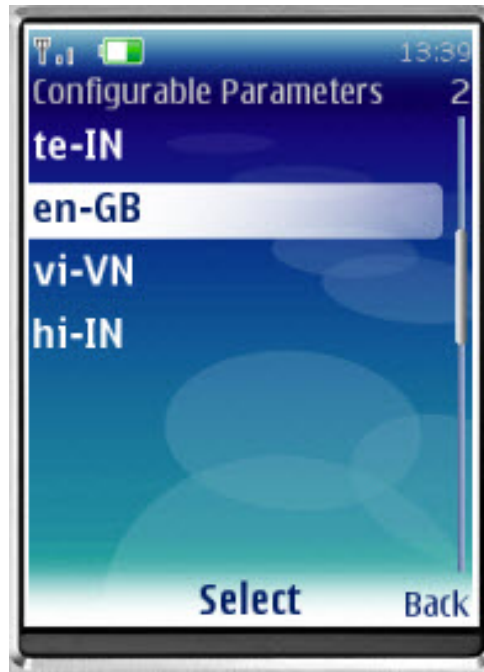 13:39
Configurable Parameters 2
te-IN
en-GB
vi-VN
hi-IN
Select Back